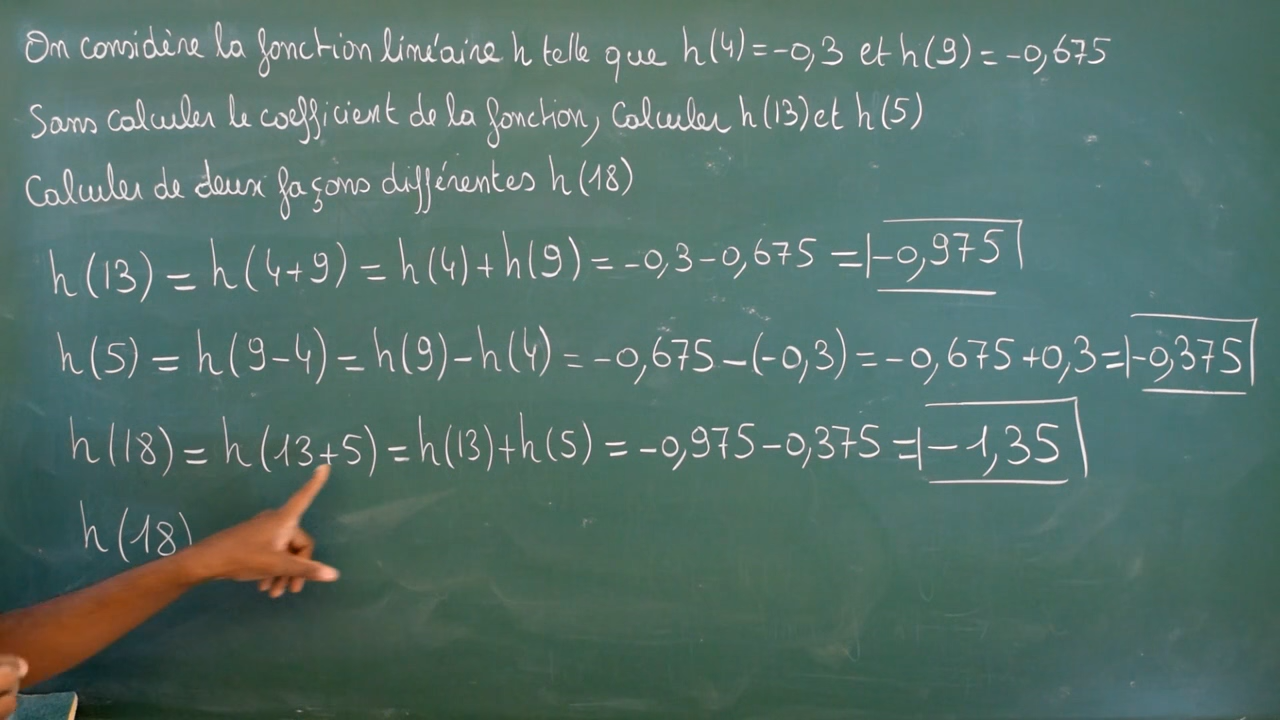 On considère la fonction linéaire h telle que h(4)=-0,3 et h(9)=-0,675
Sans calculer le coefficient de la fonction, Calculer h(13) et h(5)
Calculer de deux façons différentes h(18)
h(13) = h(4+9) = h(4)+h(9) = -0,3-0,675 = -0,975
h(5) = h(9-4) = h(9)-h(4) = -0,675-(-0,3) = -0,675+0,3 = -0,375
h(18) = h(13+5) = h(13)+h(5) = -0,975-0,375 = -1,35
h(18)